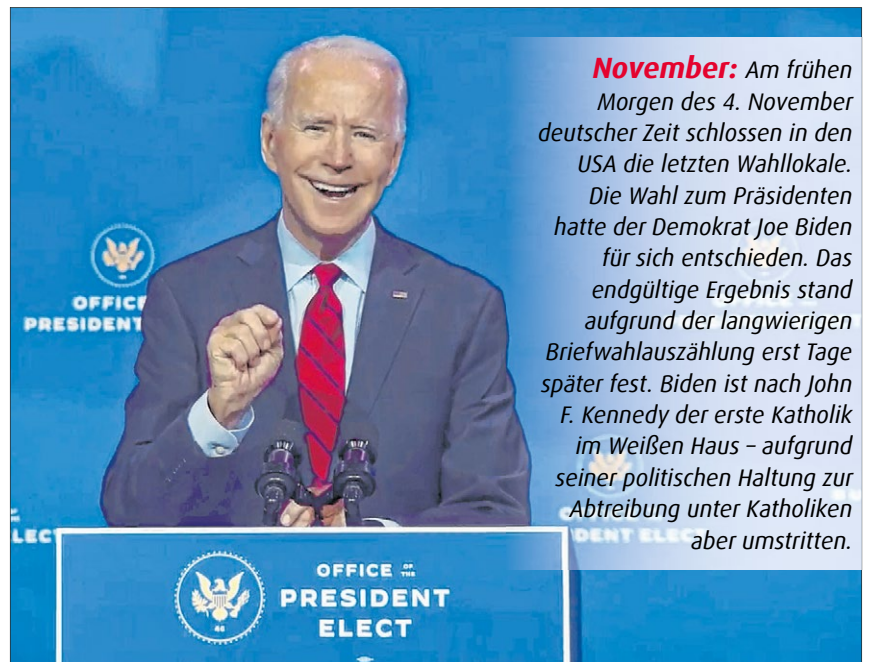 November: Am frühen
Morgen des 4. November
deutscher Zeit schlossen in den
USA die letzten Wahllokale.
Die Wahl zum Präsidenten
hatte der Demokrat Joe Biden
für sich entschieden. Das
endgültige Ergebnis stand
aufgrund der langwierigen
Briefwahlauszählung erst Tage
später fest. Biden ist nach John
F. Kennedy der erste Katholik
im Weißen Haus – aufgrund
seiner politischen Haltung zur
Abtreibung unter Katholiken
aber umstritten.
OFFICE
PRESIDENT
OFFICE OF THE
PRESIDENT
ELECT